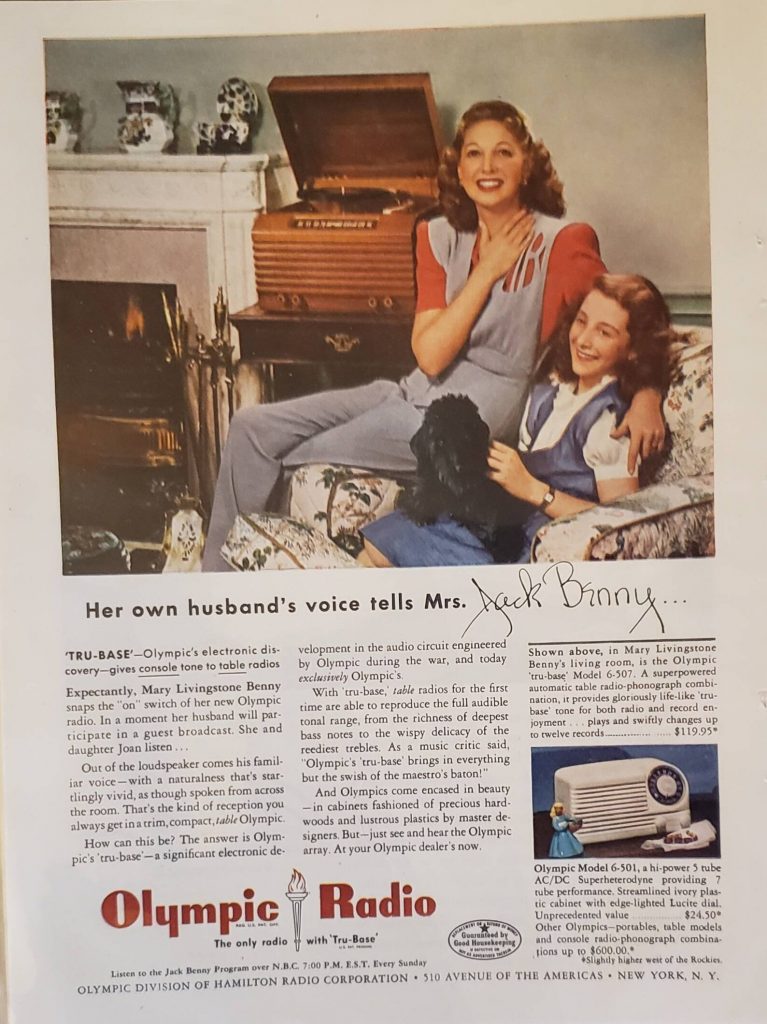 Her own husband's voice tells Mrs. Jack Benny...
'TRU-BASE'—Olympic's electronic dis-
covery—gives console tone to table radios
Expectantly, Mary Livingstone Benny
snaps the "on" switch of her new Olympic
radio. In a moment her husband will par-
ticipate in a guest broadcast. She and
daughter Joan listen ...
Out of the loudspeaker comes his famil-
iar voice—with a naturalness that's star-
tlingly vivid, as though spoken from across
the room. That's the kind of reception you
always get in a trim, compact, table Olympic.
How can this be? The answer is Olym-
pic's 'tru-base'—a significant electronic de-
velopment in the audio circuit engineered
by Olympic during the war, and today
exclusively Olympic's.
With 'tru-base,' table radios for the first
time are able to reproduce the full audible
tonal range, from the richness of deepest
bass notes to the wispy delicacy of the
reediest trebles. As a music critic said,
"Olympic's 'tru-base' brings in everything
but the swish of the maestro's baton!"
And Olympics come encased in beauty
—in cabinets fashioned of precious hard-
woods and lustrous plastics by master de-
signers. But—just see and hear the Olympic
array. At your Olympic dealer's now.
Shown above, in Mary Livingstone
Benny's living room, is the Olympic
'tru-base' Model 6-507. A superpowered
automatic table radio-phonograph combi-
nation, it provides gloriously life-like 'tru-
base' tone for both radio and record en-
joyment ... plays and swiftly changes up
to twelve records.................... $119.95*
Olympic Model 6-501, a hi-power 5 tube
AC/DC Superheterodyne providing 7
tube performance. Streamlined ivory plas-
tic cabinet with edge-lighted Lucite dial.
Unprecedented value .................... $24.50*
Other Olympics—portables, table models
and console radio-phonograph combina-
tions up to $600.00.*
*Slightly higher west of the Rockies.
Olympic Radio
REG. U.S. PAT. OFF.
The only radio with 'Tru-Base'
U.S. PAT. PENDING
Guaranteed by
Good Housekeeping
Listen to the Jack Benny Program over N.B.C. 7:00 P.M. E.S.T. Every Sunday
OLYMPIC DIVISION OF HAMILTON RADIO CORPORATION • 510 AVENUE OF THE AMERICAS • NEW YORK, N. Y.